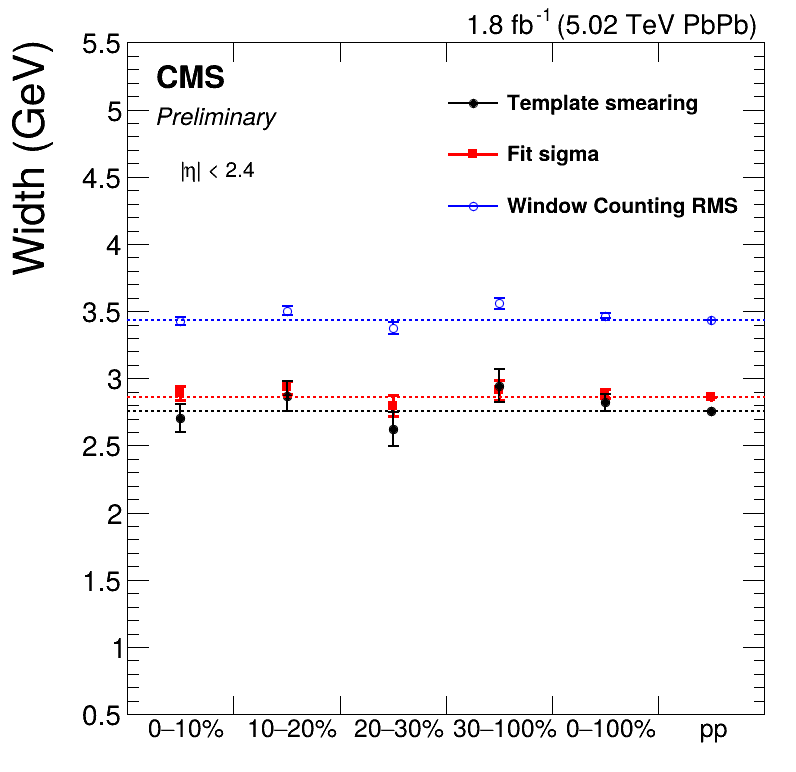 1.8 fb⁻¹ (5.02 TeV PbPb)
CMS
Preliminary
|η| < 2.4
Template smearing
Fit sigma
Window Counting RMS
Width (GeV)
5.5
5
4.5
4
3.5
3
2.5
2
1.5
1
0.5
0–10% 10–20% 20–30% 30–100% 0–100% pp